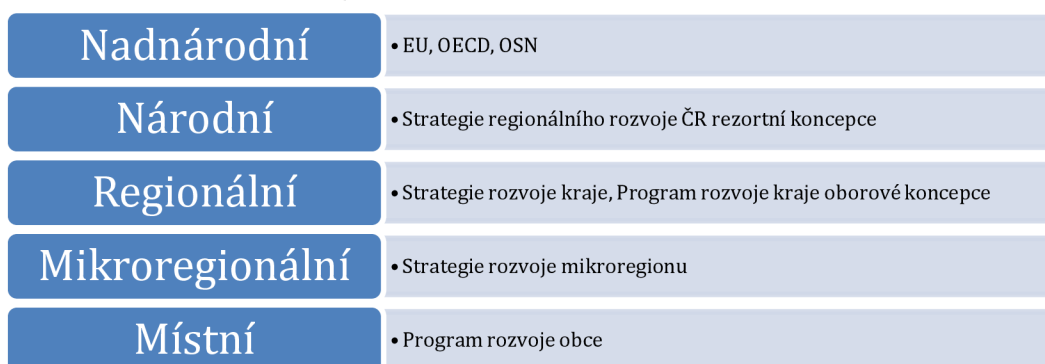 Nadnárodní
• EU, OECD, OSN
Národní
• Strategie regionálního rozvoje ČR rezortní koncepce
Regionální
• Strategie rozvoje kraje, Program rozvoje kraje oborové koncepce
Mikroregionální
• Strategie rozvoje mikroregionu
Místní
• Program rozvoje obce